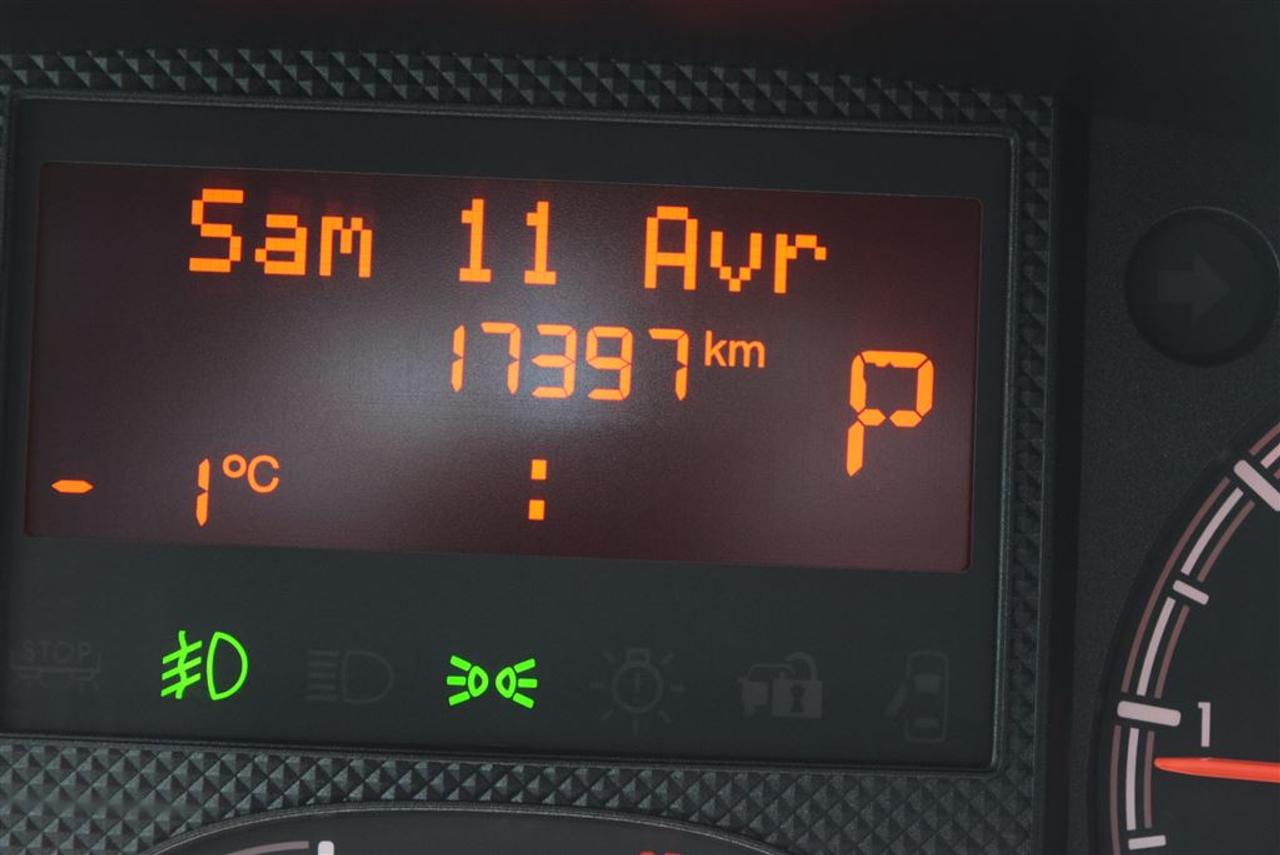 Sam 11 Avr
17397 km
P
- 1°C :
STOP
1